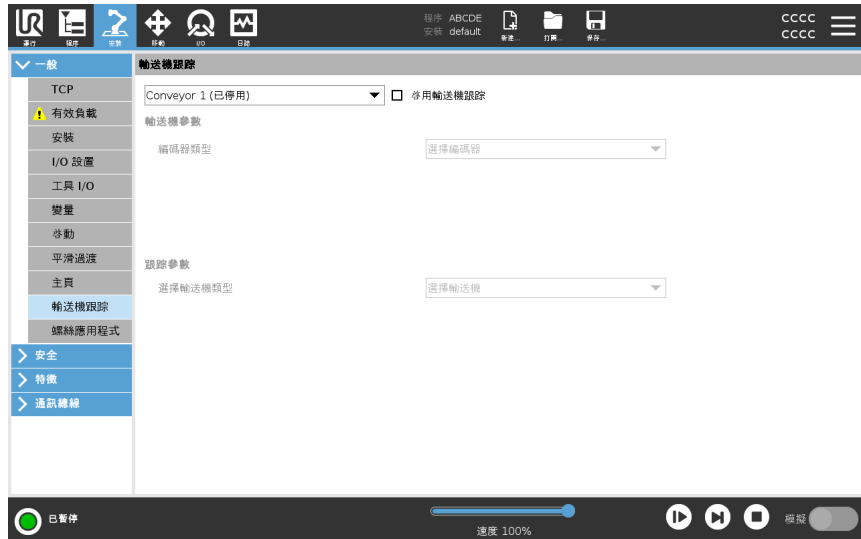 UR
程序 ABCDE
安裝 default
cccc
cccc
運行
程序
安裝
移動
I/O
日誌
新建...
打開...
保存...
一般
輸送機跟踪
TCP
Conveyor 1 (已停用)
啓用輸送機跟踪
有效負載
輸送機參數
安裝
編碼器類型
選擇編碼器
I/O 設置
工具 I/O
變量
啓動
平滑過渡
跟踪參數
主頁
選擇輸送機類型
選擇輸送機
輸送機跟踪
螺絲應用程式
安全
特徵
通訊總線
已暫停
速度 100%
模擬